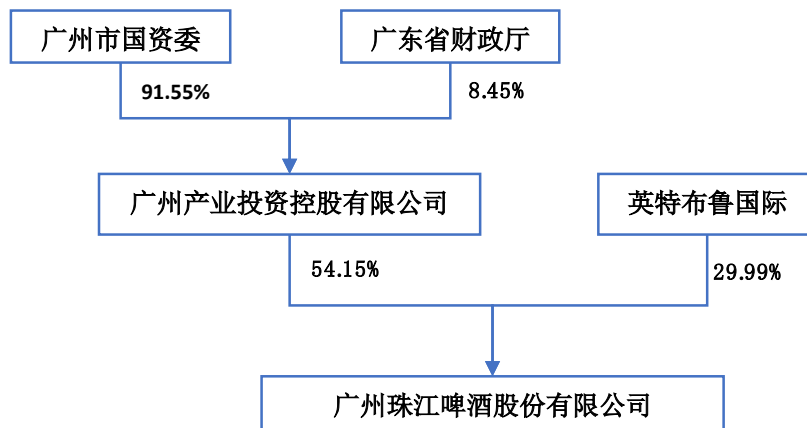 广州市国资委
广东省财政厅
91.55%
8.45%
广州产业投资控股有限公司
英特布鲁国际
54.15%
29.99%
广州珠江啤酒股份有限公司